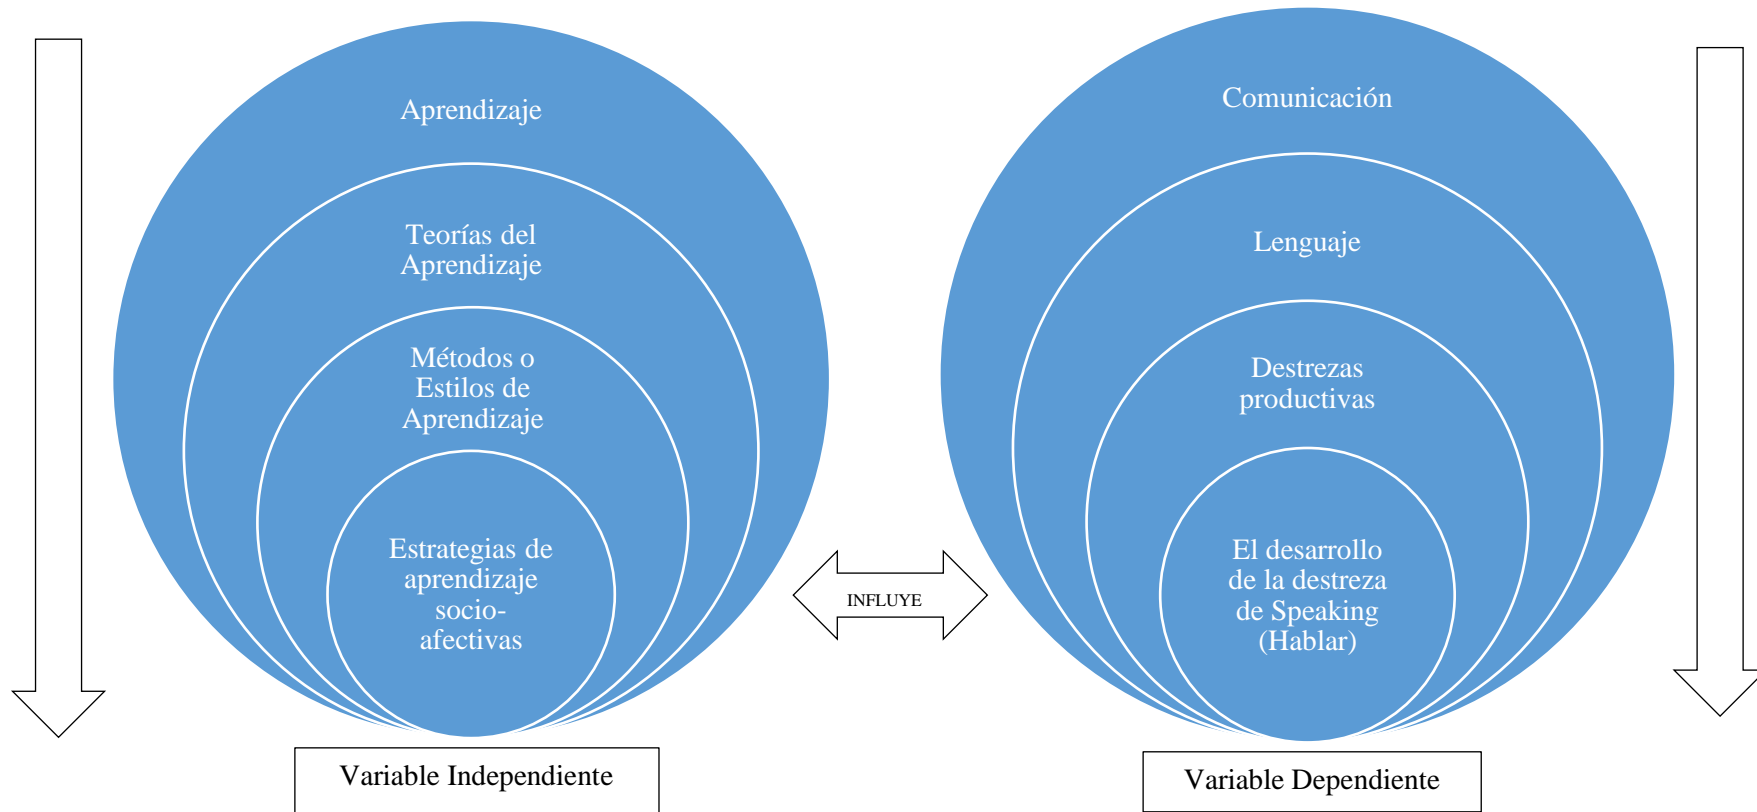 Aprendizaje
Teorías del
Aprendizaje
Métodos o
Estilos de
Aprendizaje
Estrategias de
aprendizaje
socio-
afectivas
Variable Independiente
INFLUYE
Comunicación
Lenguaje
Destrezas
productivas
El desarrollo
de la destreza
de Speaking
(Hablar)
Variable Dependiente